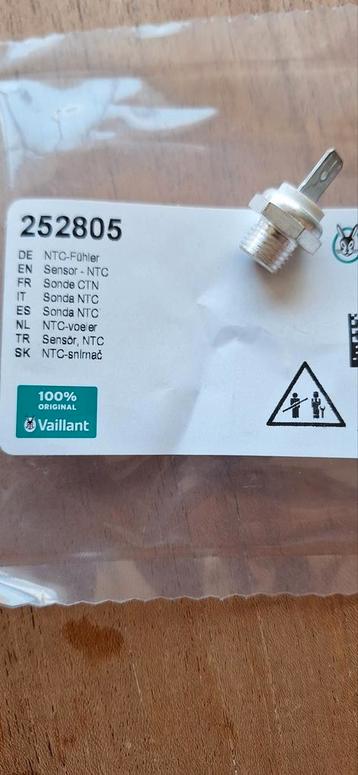 252805
DE NTC-Fühler
EN Sensor - NTC
FR Sonde CTN
IT Sonda NTC
ES Sonda NTC
NL NTC-voeler
TR Sensör, NTC
SK NTC-snímač
100%
ORIGINAL
Vaillant